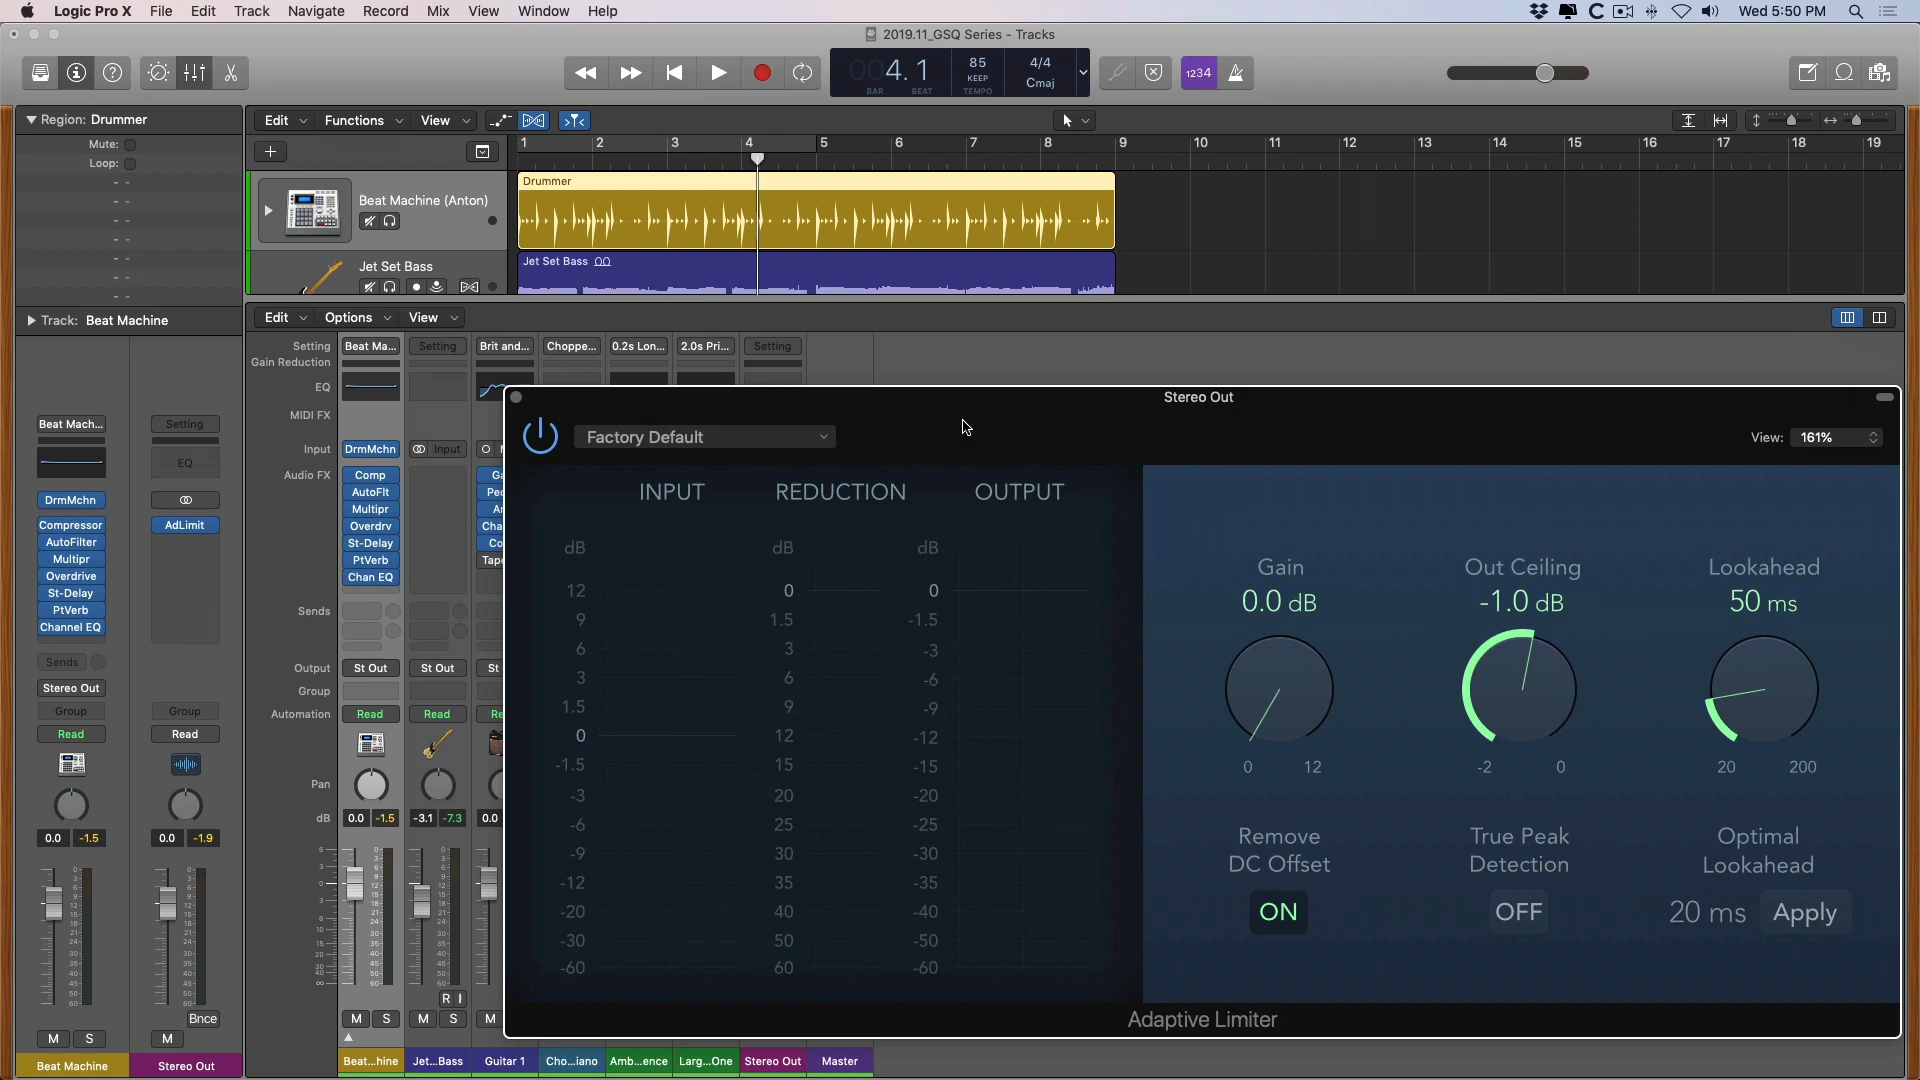 Logic Pro X File Edit Track Navigate Record Mix View Window Help
Wed 5:50 PM
2019.11_GSQ Series - Tracks
004.1
BAR BEAT
85
KEEP
TEMPO
4/4
Cmaj
1234
Region: Drummer
Mute:
Loop:
Edit Functions View
1 2 3 4 5 6 7 8 9 10 11 12 13 14 15 16 17 18 19
Beat Machine (Anton)
Drummer
Jet Set Bass
Jet Set Bass
Track: Beat Machine
Edit Options View
Setting
Gain Reduction
EQ
MIDI FX
Input
Audio FX
Sends
Output
Group
Automation
Pan
dB
Beat Ma...
Setting
Brit and...
Choppe...
0.2s Lon...
2.0s Pri...
Setting
DrmMchn
Input
Comp
AutoFlt
Multipr
Overdrv
St-Delay
PtVerb
Chan EQ
St Out
St Out
St
Read
Read
Re
0.0 -1.5
-3.1 -7.3
0.0
R I
M S
M S
M
Beat Mach...
Setting
EQ
DrmMchn
Compressor
AutoFilter
Multipr
Overdrive
St-Delay
PtVerb
Channel EQ
AdLimit
Sends
Stereo Out
Group
Group
Read
Read
0.0 -1.5
0.0 -1.9
Bnce
M S
M
Beat Machine
Stereo Out
Beat...hine
Jet...Bass
Guitar 1
Cho...iano
Amb...ence
Larg...One
Stereo Out
Master
Stereo Out
Factory Default
View: 161%
INPUT REDUCTION OUTPUT
dB dB dB
12 0 0
9 1.5 -1.5
6 3 -3
3 6 -6
1.5 9 -9
0 12 -12
-1.5 15 -15
-3 20 -20
-6 25 -25
-9 30 -30
-12 35 -35
-20 40 -40
-30 50 -50
-60 60 -60
Gain
0.0 dB
0 12
Out Ceiling
-1.0 dB
-2 0
Lookahead
50 ms
20 200
Remove
DC Offset
ON
True Peak
Detection
OFF
Optimal
Lookahead
20 ms Apply
Adaptive Limiter